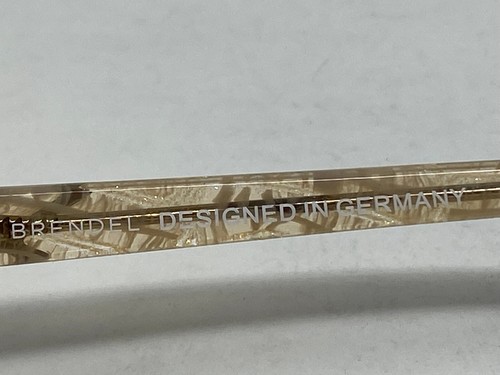 BRENDEL DESIGNED IN GERMANY